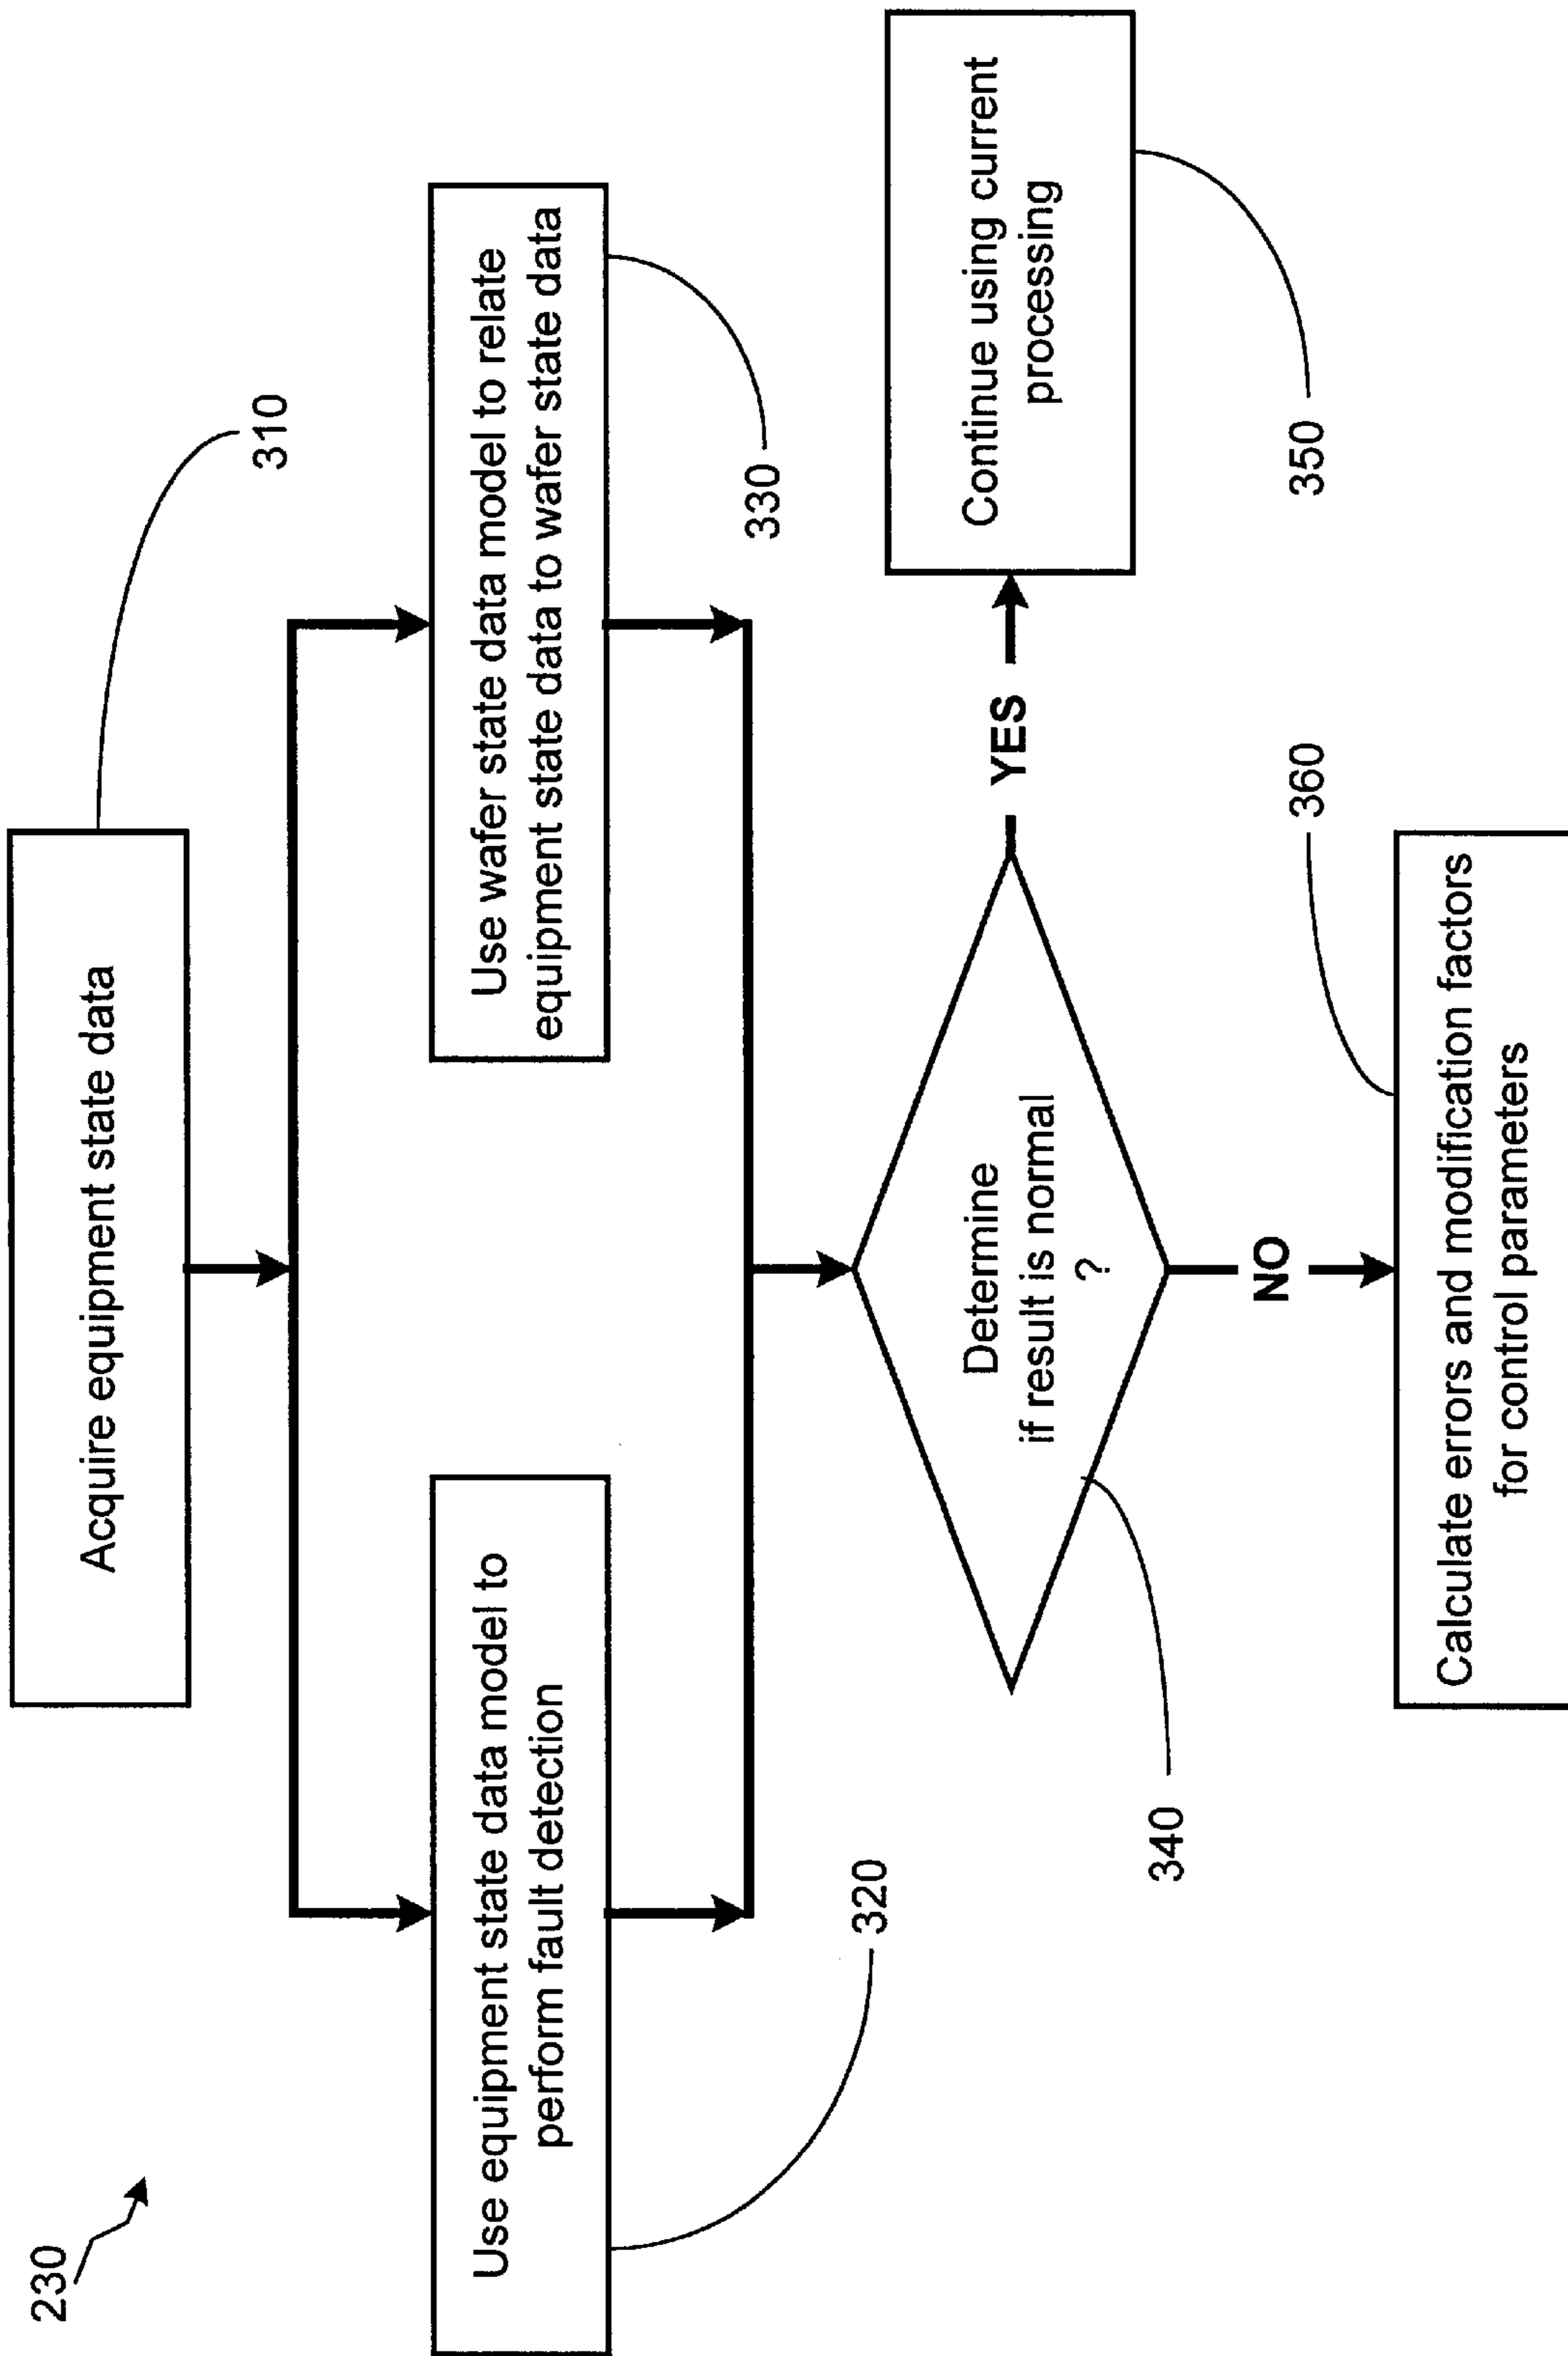 230
Acquire equipment state data
310
Use equipment state data model to
perform fault detection
320
Use wafer state data model to relate
equipment state data to wafer state data
330
Determine
if result is normal
?
340
YES
Continue using current
processing
350
NO
360
Calculate errors and modification factors
for control parameters